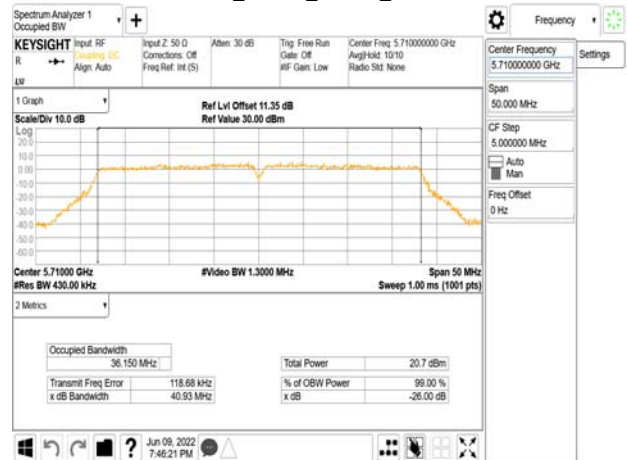 Spectrum Analyzer 1
Occupied BW
Frequency
KEYSIGHT
R
LW
Input: RF
Coupling: DC
Align: Auto
Input Z: 50 Ω
Corrections: Off
Freq Ref: Int (S)
Atten: 30 dB
Trig: Free Run
Gate: Off
#IF Gain: Low
Center Freq: 5.710000000 GHz
Avg|Hold: 10/10
Radio Std: None
Center Frequency
5.710000000 GHz
Settings
Span
50.000 MHz
CF Step
5.000000 MHz
Auto
Man
Freq Offset
0 Hz
1 Graph
Scale/Div 10.0 dB
Ref Lvl Offset 11.35 dB
Ref Value 30.00 dBm
Log
20.0
10.0
0.00
-10.0
-20.0
-30.0
-40.0
-50.0
-60.0
Center 5.71000 GHz
#Res BW 430.00 kHz
#Video BW 1.3000 MHz
Span 50 MHz
Sweep 1.00 ms (1001 pts)
2 Metrics
Occupied Bandwidth
36.150 MHz
Total Power 20.7 dBm
Transmit Freq Error 118.68 kHz
% of OBW Power 99.00 %
x dB Bandwidth 40.93 MHz
x dB -26.00 dB
?
Jun 09, 2022
7:46:21 PM